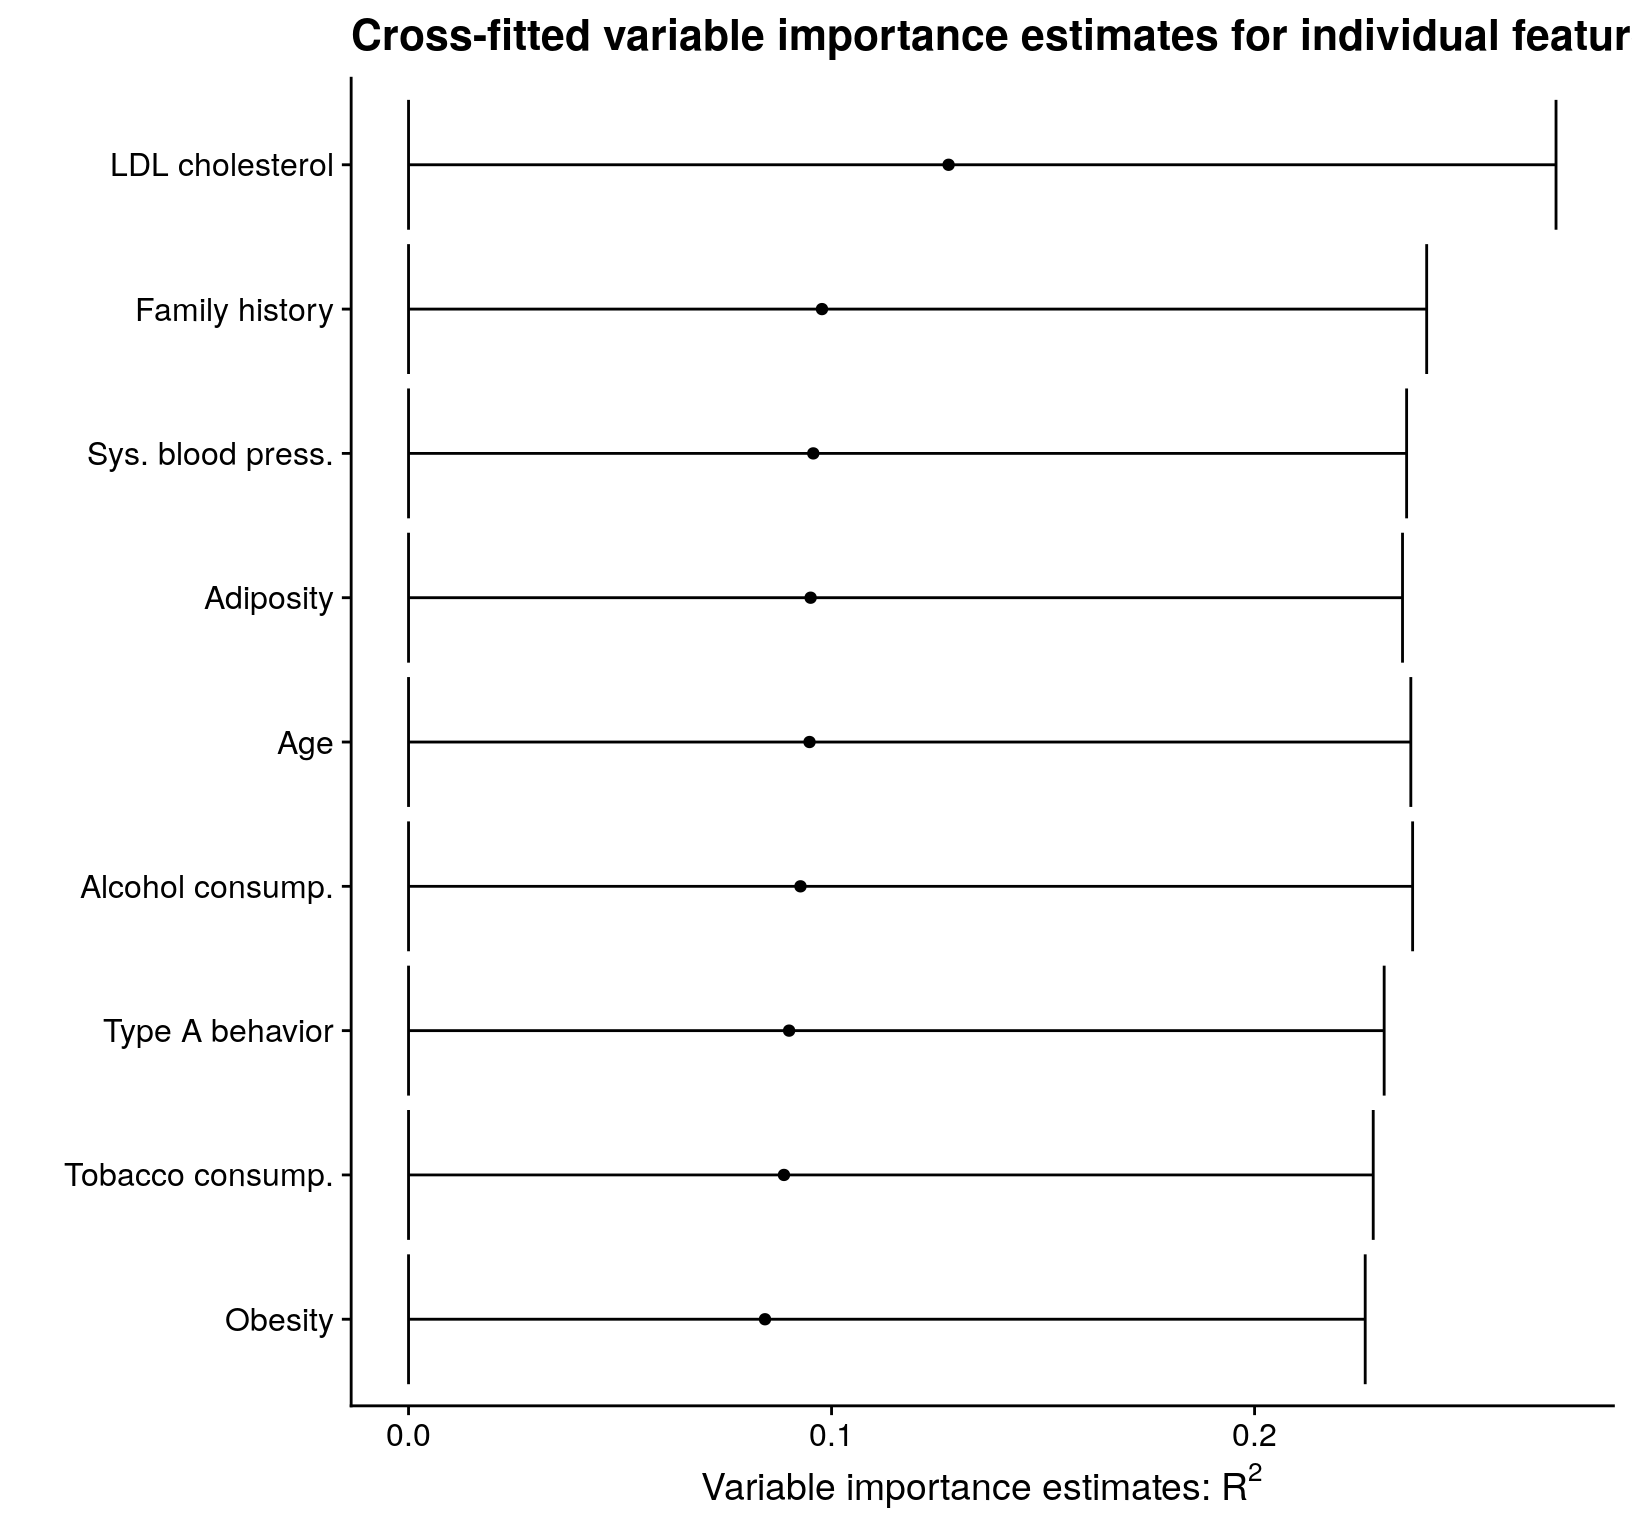 Cross-fitted variable importance estimates for individual featur
LDL cholesterol
Family history
Sys. blood press.
Adiposity
Age
Alcohol consump.
Type A behavior
Tobacco consump.
Obesity
0.0 0.1 0.2
Variable importance estimates: R²